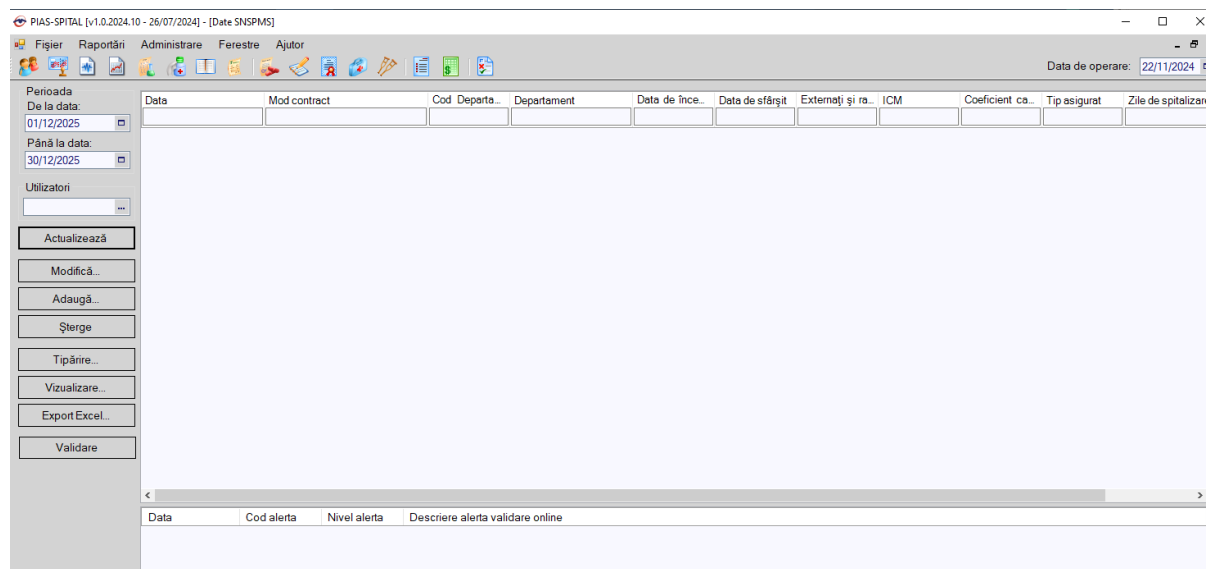 PIAS-SPITAL [v1.0.2024.10 - 26/07/2024] - [Date SNSPMS]
Fișier Raportări Administrare Ferestre Ajutor
Data de operare: 22/11/2024
Perioada
De la data:
01/12/2025
Până la data:
30/12/2025
Utilizatori
...
Actualizează
Modifică...
Adaugă...
Șterge
Tipărire...
Vizualizare...
Export Excel...
Validare
Data Mod contract Cod Departa... Departament Data de înce... Data de sfârșit Externați și ra... ICM Coeficient ca... Tip asigurat Zile de spitalizare
Data Cod alerta Nivel alerta Descriere alerta validare online